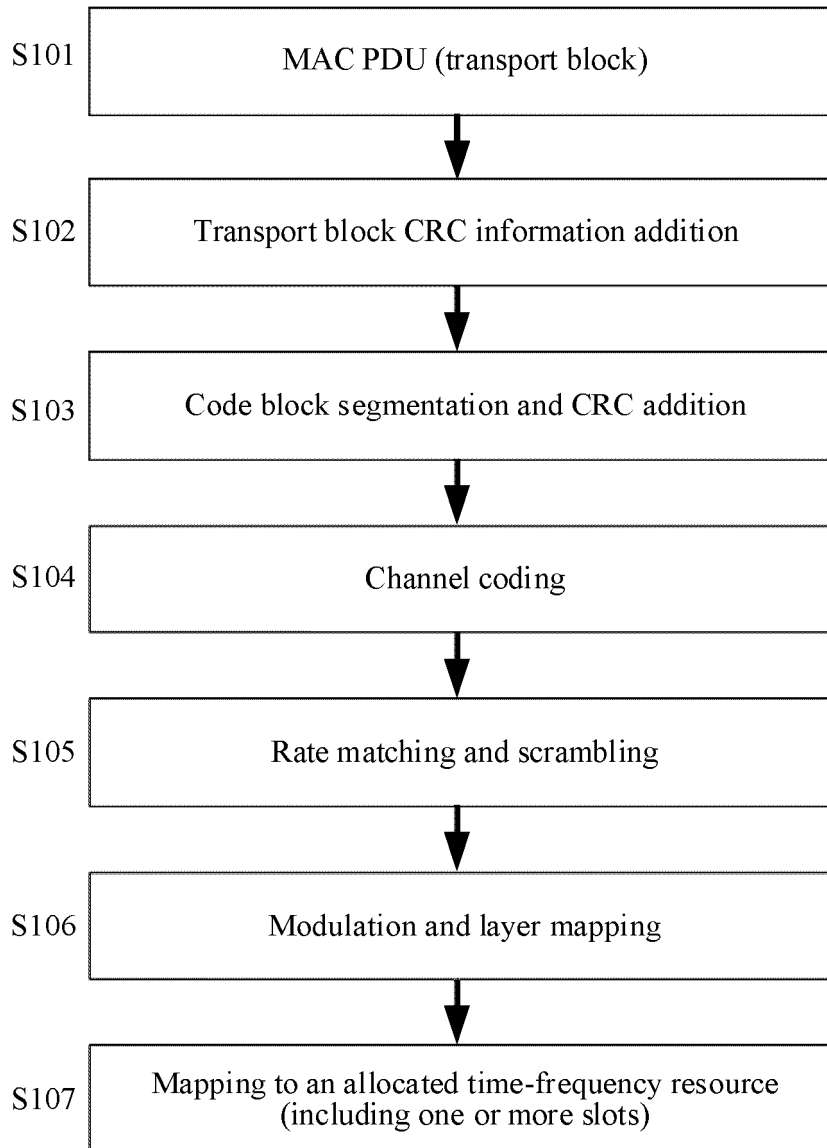 S101
MAC PDU (transport block)
S102
Transport block CRC information addition
S103
Code block segmentation and CRC addition
S104
Channel coding
S105
Rate matching and scrambling
S106
Modulation and layer mapping
S107
Mapping to an allocated time-frequency resource
(including one or more slots)